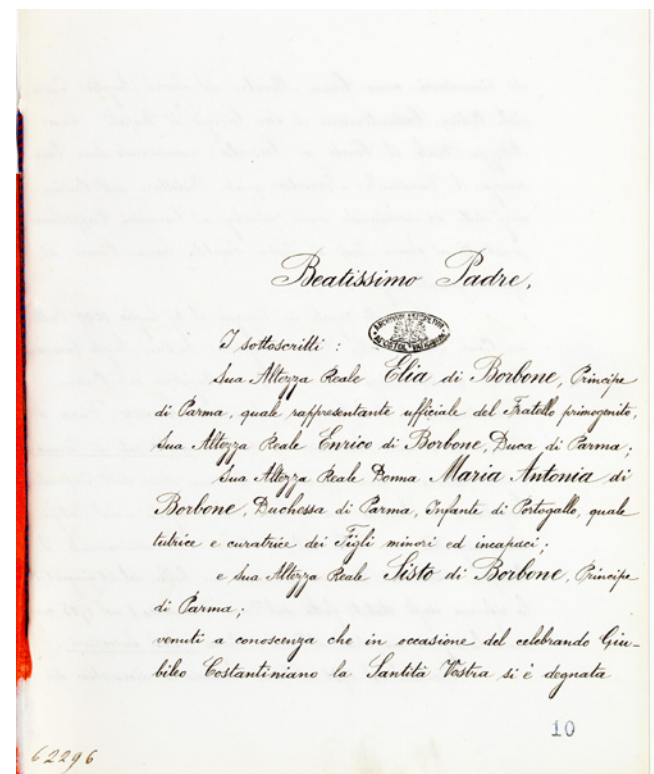 Beatissimo Padre,
I sottoscritti :
Sua Altezza Reale Elia di Borbone, Principe
di Parma, quale rappresentante ufficiale del Fratello primogenito,
Sua Altezza Reale Enrico di Borbone, Duca di Parma;
Sua Altezza Reale Donna Maria Antonia di
Borbone, Duchessa di Parma, Infante di Portogallo, quale
tutrice e curatrice dei Figli minori ed incapaci;
e Sua Altezza Reale Sisto di Borbone, Principe
di Parma;
venuti a conoscenza che in occasione del celebrando Giu-
bileo Costantiniano la Santità Vostra si è degnata
10
62296